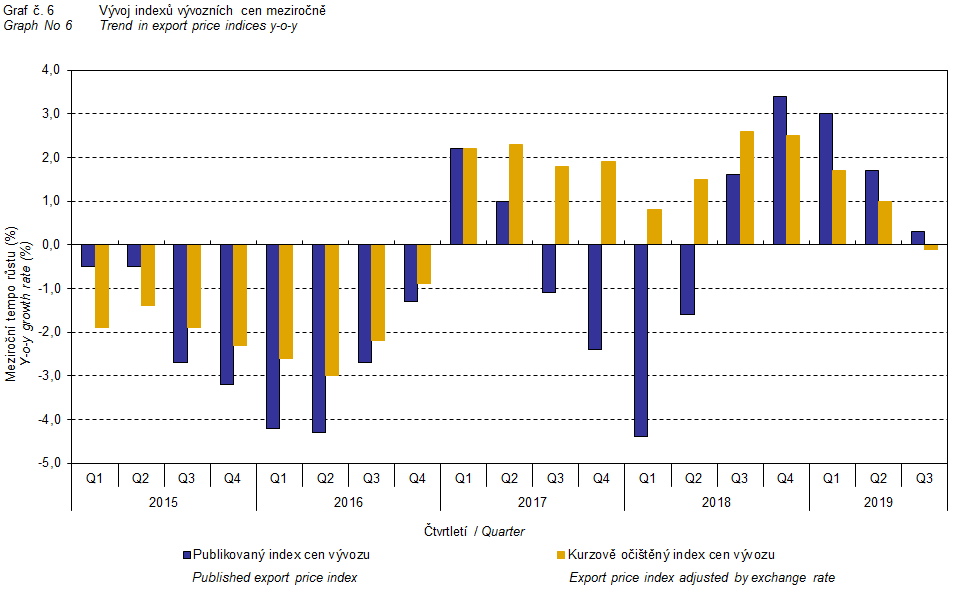 Graf č. 6 Vývoj indexů vývozních cen meziročně
Graph No 6 Trend in export price indices y-o-y
Meziroční tempo růstu (%)
Y-o-y growth rate (%)
4,0
3,0
2,0
1,0
0,0
-1,0
-2,0
-3,0
-4,0
-5,0
Q1 Q2 Q3 Q4 Q1 Q2 Q3 Q4 Q1 Q2 Q3 Q4 Q1 Q2 Q3 Q4 Q1 Q2 Q3
2015 2016 2017 2018 2019
Čtvrtletí / Quarter
Publikovaný index cen vývozu Kurzově očištěný index cen vývozu
Published export price index Export price index adjusted by exchange rate